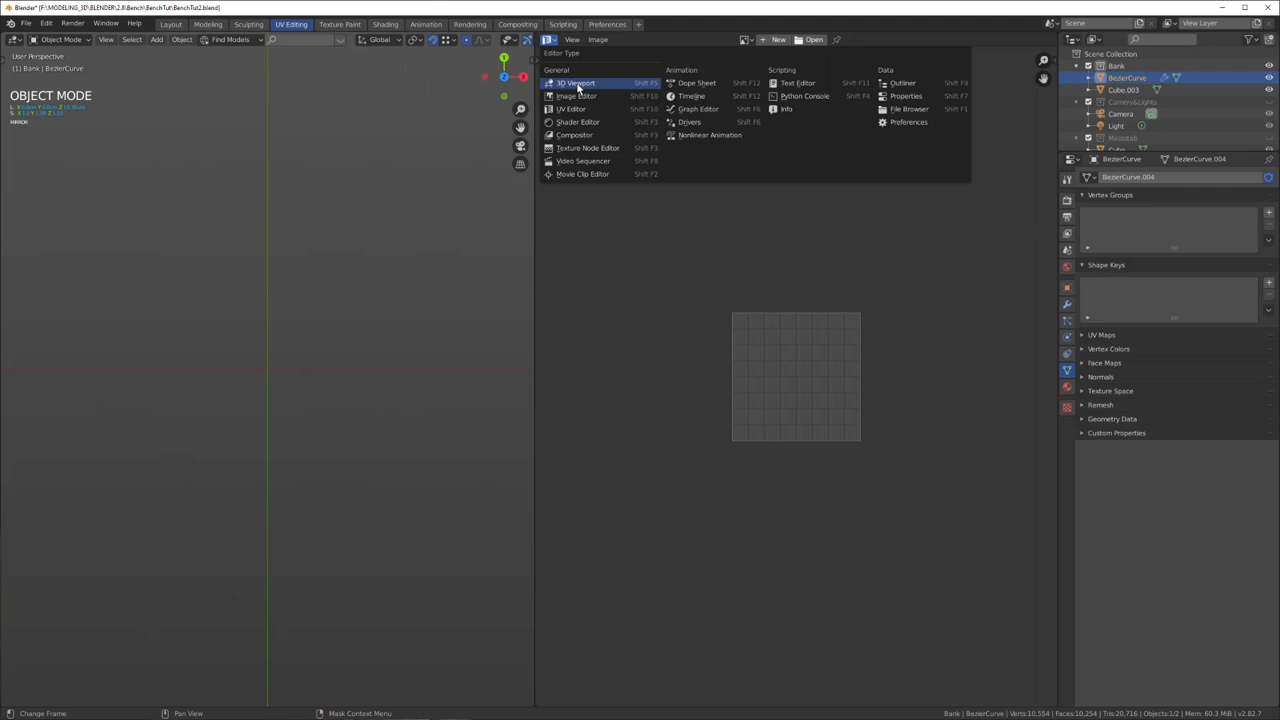 Blender* [F:\MODELING_3D\BLENDER\2.8\Bench\BenchTut\BenchTut2.blend]
File Edit Render Window Help Layout Modeling Sculpting UV Editing Texture Paint Shading Animation Rendering Compositing Scripting Preferences + Scene View Layer
Object Mode View Select Add Object Find Models Global View Image + New Open
User Perspective
(1) Bank | BezierCurve
OBJECT MODE
MIRROR
Y
X
Z
Editor Type
General Animation Scripting Data
3D Viewport Shift F5 Dope Sheet Shift F12 Text Editor Shift F11 Outliner Shift F9
Image Editor Shift F10 Timeline Shift F12 Python Console Shift F4 Properties Shift F7
UV Editor Shift F10 Graph Editor Shift F6 Info File Browser Shift F1
Shader Editor Shift F3 Drivers Shift F6 Preferences
Compositor Shift F3 Nonlinear Animation
Texture Node Editor Shift F3
Video Sequencer Shift F8
Movie Clip Editor Shift F2
Scene Collection
Bank
BezierCurve
Cube.003
Camery&Lights
Camera
Light
Masstab
BezierCurve BezierCurve.004
BezierCurve.004
Vertex Groups
Shape Keys
UV Maps
Vertex Colors
Face Maps
Normals
Texture Space
Remesh
Geometry Data
Custom Properties
Change Frame Pan View Mask Context Menu Bank | BezierCurve | Verts:10,554 | Faces:10,254 | Tris:20,716 | Objects:1/2 | Mem: 60.3 MiB | v2.82.7